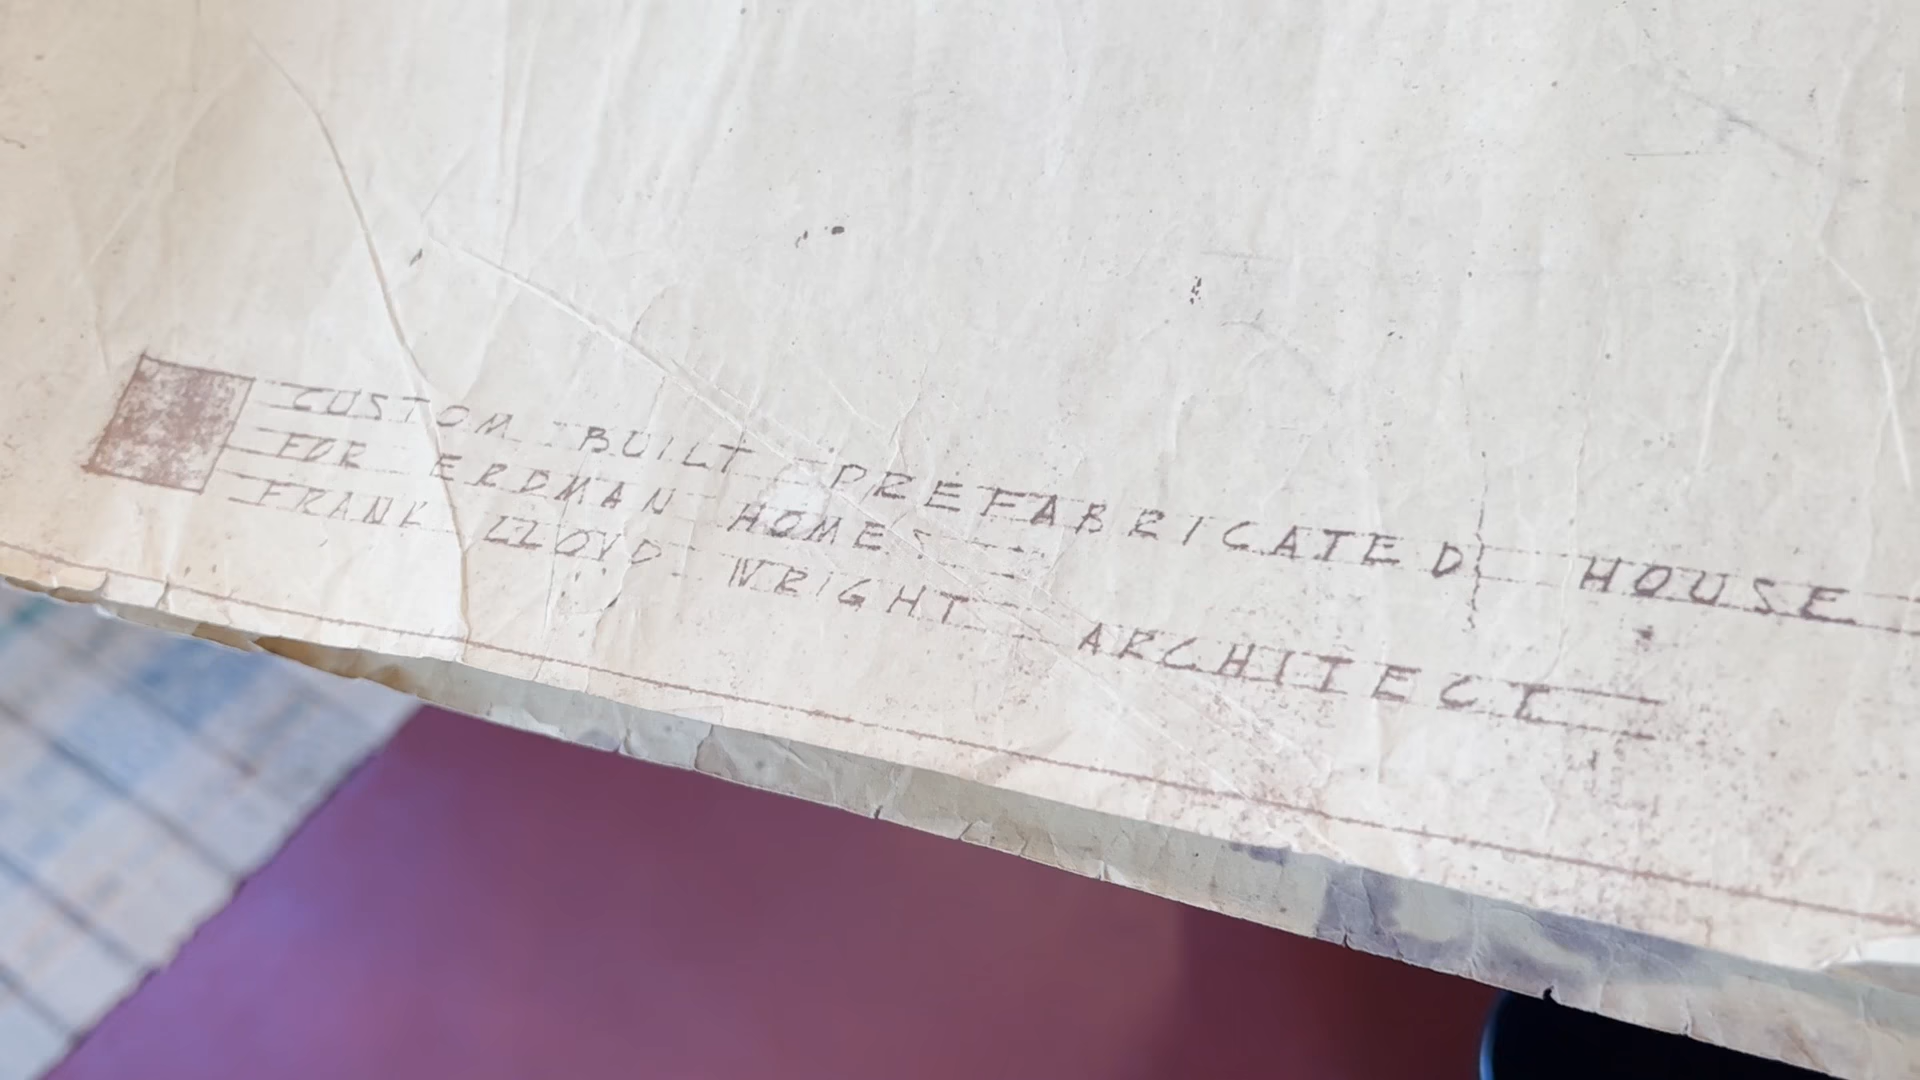 CUSTOM BUILT PREFABRICATED HOUSE
FOR ERDMAN HOMES
FRANK LLOYD WRIGHT ARCHITECT